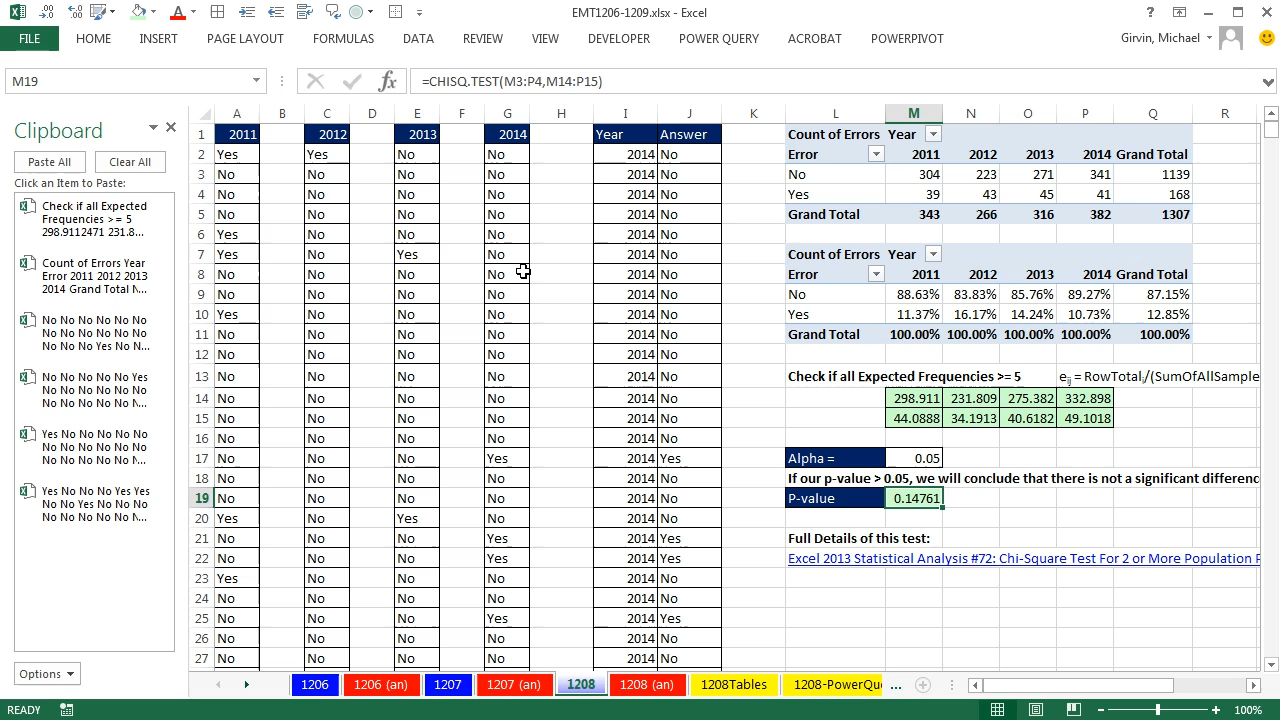 EMT1206-1209.xlsx - Excel
FILE HOME INSERT PAGE LAYOUT FORMULAS DATA REVIEW VIEW DEVELOPER POWER QUERY ACROBAT POWERPIVOT Girvin, Michael
M19 fx =CHISQ.TEST(M3:P4,M14:P15)
Clipboard
Paste All Clear All
Click an Item to Paste:
Check if all Expected
Frequencies >= 5
298.9112471 231.8...
Count of Errors Year
Error 2011 2012 2013
2014 Grand Total N...
No No No No No No
No No No No No No
No No No Yes No N...
No No No No No Yes
No No No No No No
No No No No No No...
Yes No No No No No
No No No No No No
No No No No No N...
Yes No No No Yes Yes
No No Yes No No No
No No No No No No...
Options
A B C D E F G H I J K L M N O P Q R
1 2011 2012 2013 2014 Year Answer Count of Errors Year
2 Yes Yes No No 2014 No Error 2011 2012 2013 2014 Grand Total
3 No No No No 2014 No No 304 223 271 341 1139
4 No No No No 2014 No Yes 39 43 45 41 168
5 No No No No 2014 No Grand Total 343 266 316 382 1307
6 Yes No No No 2014 No
7 Yes No Yes No 2014 No Count of Errors Year
8 No No No No 2014 No Error 2011 2012 2013 2014 Grand Total
9 No No No No 2014 No No 88.63% 83.83% 85.76% 89.27% 87.15%
10 Yes No No No 2014 No Yes 11.37% 16.17% 14.24% 10.73% 12.85%
11 No No No No 2014 No Grand Total 100.00% 100.00% 100.00% 100.00% 100.00%
12 No No No No 2014 No
13 No No No No 2014 No Check if all Expected Frequencies >= 5 eij = RowTotali/(SumOfAllSample
14 No No No No 2014 No 298.911 231.809 275.382 332.898
15 No No No No 2014 No 44.0888 34.1913 40.6182 49.1018
16 No No No No 2014 No
17 No No No Yes 2014 Yes Alpha = 0.05
18 No No No No 2014 No If our p-value > 0.05, we will conclude that there is not a significant differenc
19 No No No No 2014 No P-value 0.14761
20 Yes No Yes No 2014 No
21 No No No Yes 2014 Yes Full Details of this test:
22 No No No Yes 2014 Yes Excel 2013 Statistical Analysis #72: Chi-Square Test For 2 or More Population P
23 Yes No No No 2014 No
24 No No No No 2014 No
25 No No No Yes 2014 Yes
26 No No No No 2014 No
27 No No No No 2014 No
1206 1206 (an) 1207 1207 (an) 1208 1208 (an) 1208Tables 1208-PowerQu ...
READY 100%